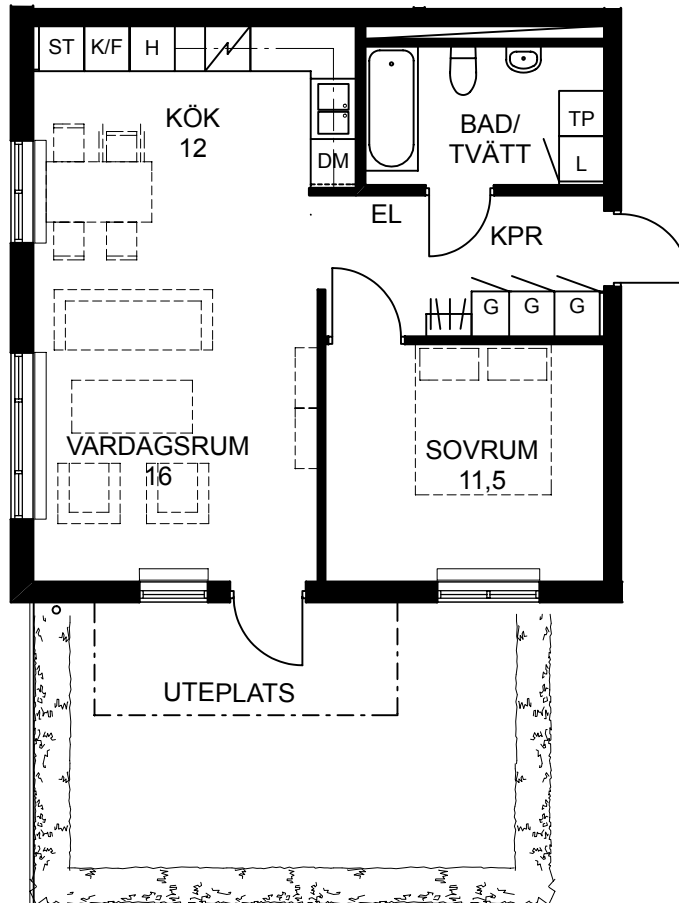 ST K/F H
KÖK
12
DM
BAD/
TVÄTT
TP
L
EL
KPR
G G G
VARDAGSRUM
16
SOVRUM
11,5
UTEPLATS